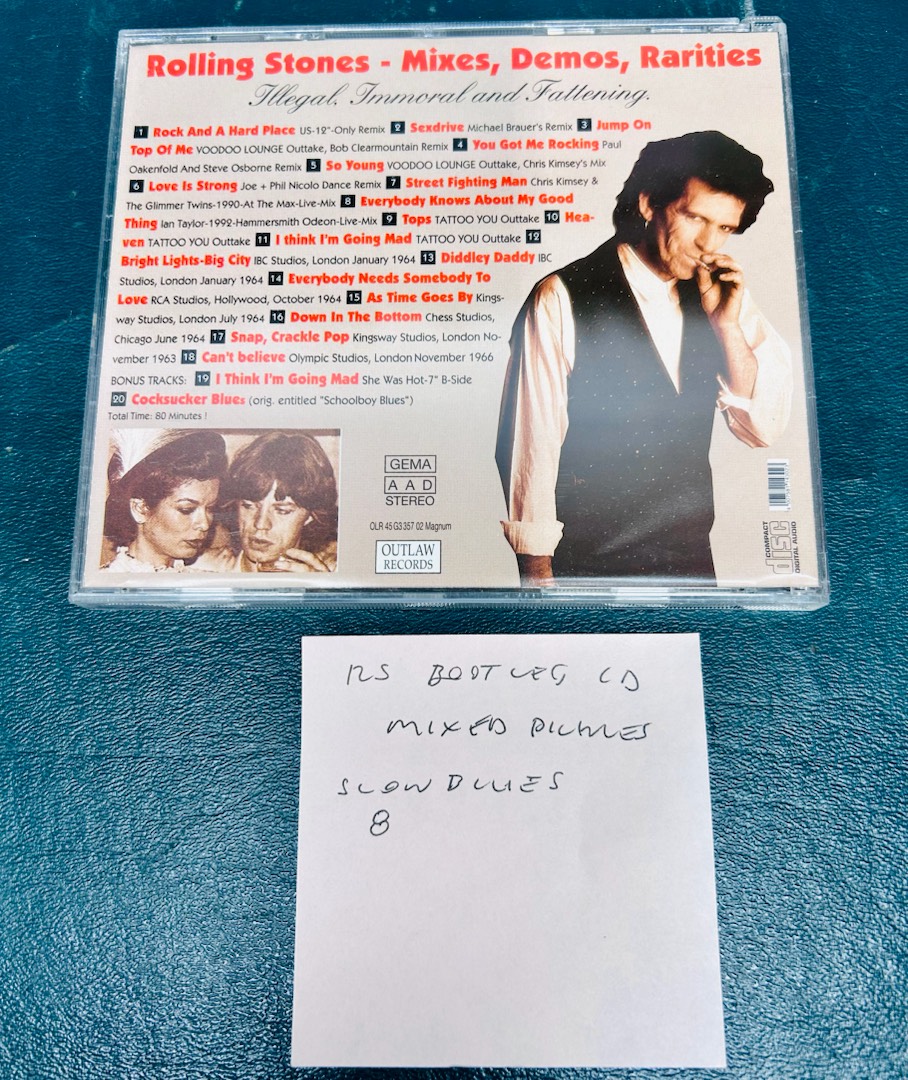 Rolling Stones - Mixes, Demos, Rarities
Illegal. Immoral and Fattening.
1 Rock And A Hard Place US-12"-Only Remix 2 Sexdrive Michael Brauer's Remix 3 Jump On
Top Of Me VOODOO LOUNGE Outtake, Bob Clearmountain Remix 4 You Got Me Rocking Paul
Oakenfold And Steve Osborne Remix 5 So Young VOODOO LOUNGE Outtake, Chris Kimsey's Mix
6 Love Is Strong Joe + Phil Nicolo Dance Remix 7 Street Fighting Man Chris Kimsey &
The Glimmer Twins-1990-At The Max-Live-Mix 8 Everybody Knows About My Good
Thing Ian Taylor-1992-Hammersmith Odeon-Live-Mix 9 Tops TATTOO YOU Outtake 10 Hea-
ven TATTOO YOU Outtake 11 I think I'm Going Mad TATTOO YOU Outtake 12
Bright Lights-Big City IBC Studios, London January 1964 13 Diddley Daddy IBC
Studios, London January 1964 14 Everybody Needs Somebody To
Love RCA Studios, Hollywood, October 1964 15 As Time Goes By Kings-
way Studios, London July 1964 16 Down In The Bottom Chess Studios,
Chicago June 1964 17 Snap, Crackle Pop Kingsway Studios, London No-
vember 1963 18 Can't believe Olympic Studios, London November 1966
BONUS TRACKS: 19 I Think I'm Going Mad She Was Hot-7" B-Side
20 Cocksucker Blues (orig. entitled "Schoolboy Blues")
Total Time: 80 Minutes !
GEMA
AAD
STEREO
OLR 45 G3 357 02 Magnum
OUTLAW
RECORDS
COMPACT
disc
DIGITAL AUDIO
RS BOOTLEG CD
MIXED PICKLES
SLOWBLUES
8